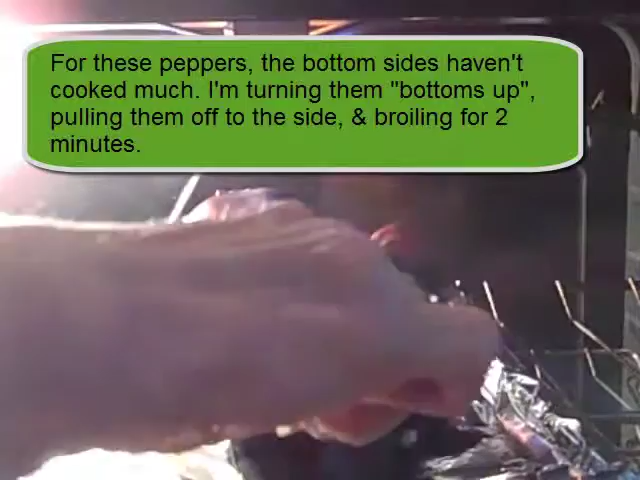 For these peppers, the bottom sides haven't
cooked much. I'm turning them "bottoms up",
pulling them off to the side, & broiling for 2
minutes.